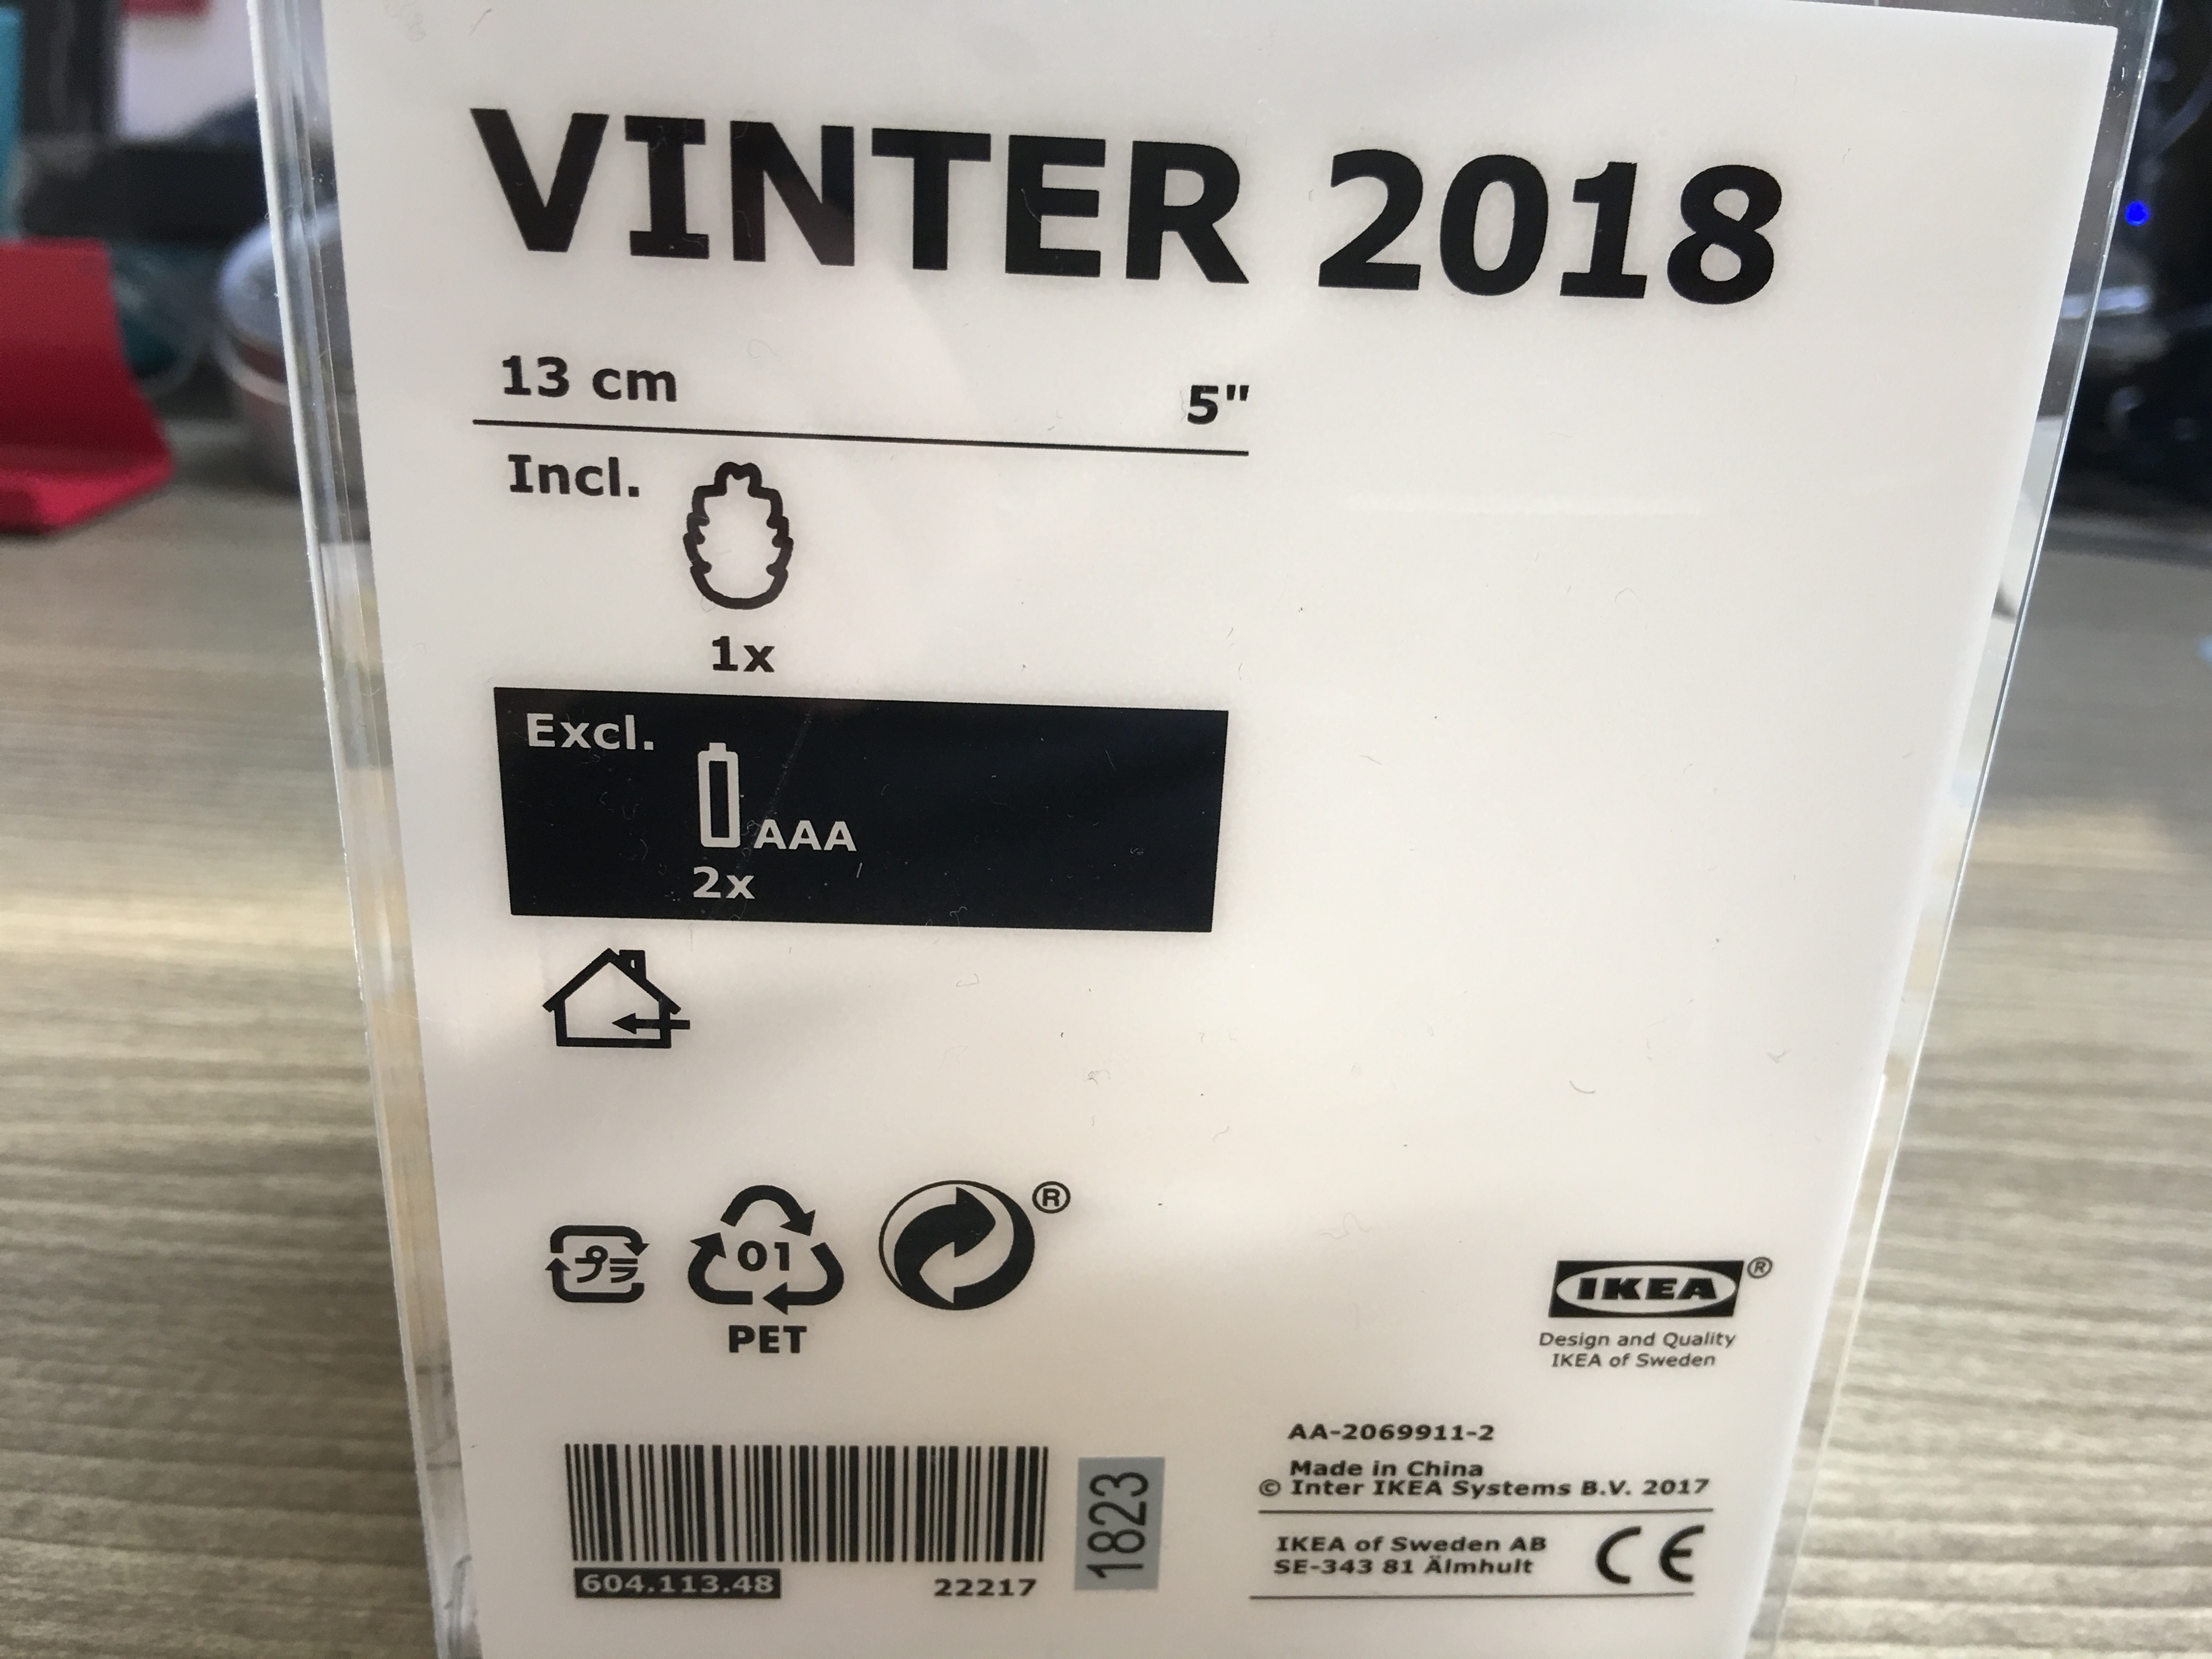 VINTER 2018
13 cm 5"
Incl.
1x
Excl.
AAA
2x
プラ
01
PET
®
IKEA®
Design and Quality
IKEA of Sweden
AA-2069911-2
Made in China
© Inter IKEA Systems B.V. 2017
IKEA of Sweden AB
SE-343 81 Älmhult
CE
1823
604.113.48 22217